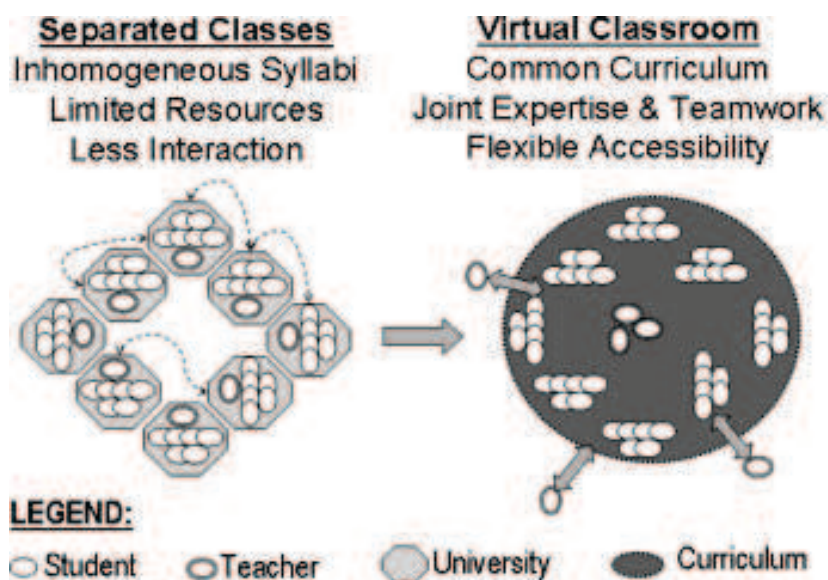 Separated Classes
Inhomogeneous Syllabi
Limited Resources
Less Interaction
Virtual Classroom
Common Curriculum
Joint Expertise & Teamwork
Flexible Accessibility
LEGEND:
Student Teacher University Curriculum